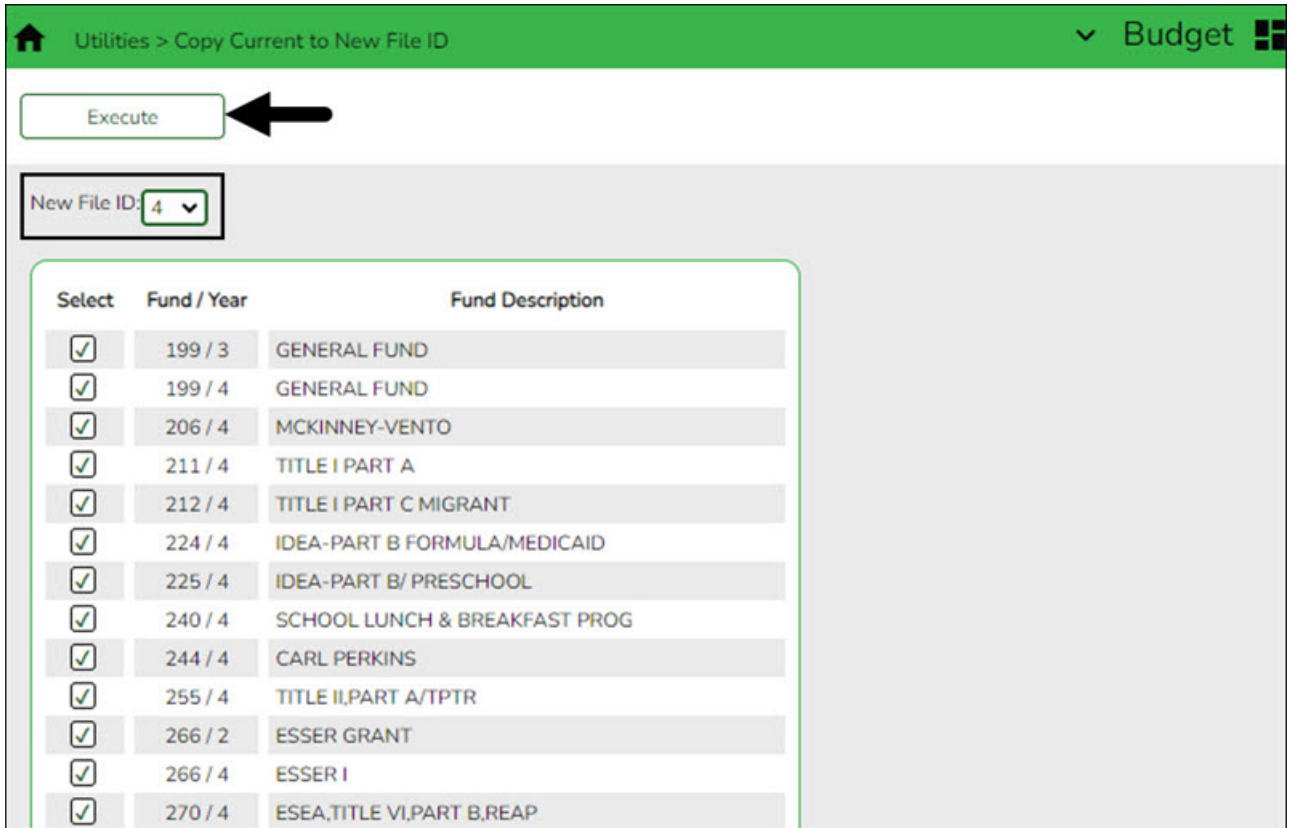 Utilities > Copy Current to New File ID Budget
Execute
New File ID: 4
Select Fund / Year Fund Description
199 / 3 GENERAL FUND
199 / 4 GENERAL FUND
206 / 4 MCKINNEY-VENTO
211 / 4 TITLE I PART A
212 / 4 TITLE I PART C MIGRANT
224 / 4 IDEA-PART B FORMULA/MEDICAID
225 / 4 IDEA-PART B/ PRESCHOOL
240 / 4 SCHOOL LUNCH & BREAKFAST PROG
244 / 4 CARL PERKINS
255 / 4 TITLE II,PART A/TPTR
266 / 2 ESSER GRANT
266 / 4 ESSER I
270 / 4 ESEA,TITLE VI,PART B,REAP